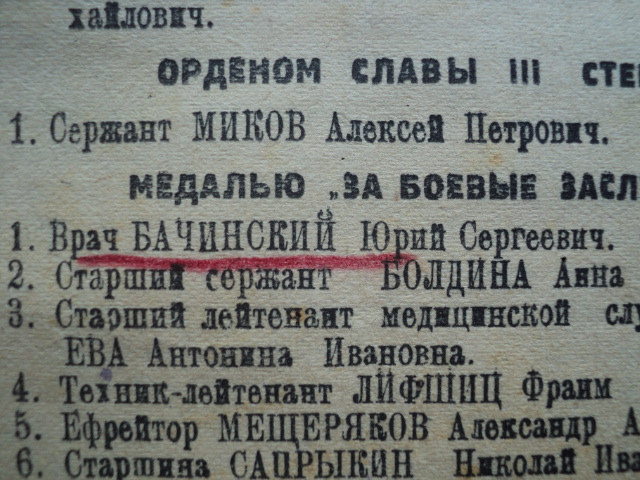 хайлович.
ОРДЕНОМ СЛАВЫ III СТЕ
1. Сержант МИКОВ Алексей Петрович.
МЕДАЛЬЮ „ЗА БОЕВЫЕ ЗАСЛ
1. Врач БАЧИНСКИЙ Юрий Сергеевич.
2. Старший сержант БОЛДИНА Анна
3. Старший лейтенант медицинской слу
ЕВА Антонина Ивановна.
4. Техник-лейтенант ЛИФШИЦ Фраим
5. Ефрейтор МЕЩЕРЯКОВ Александр А
6. Старшина САПРЫКИН Николай Ива